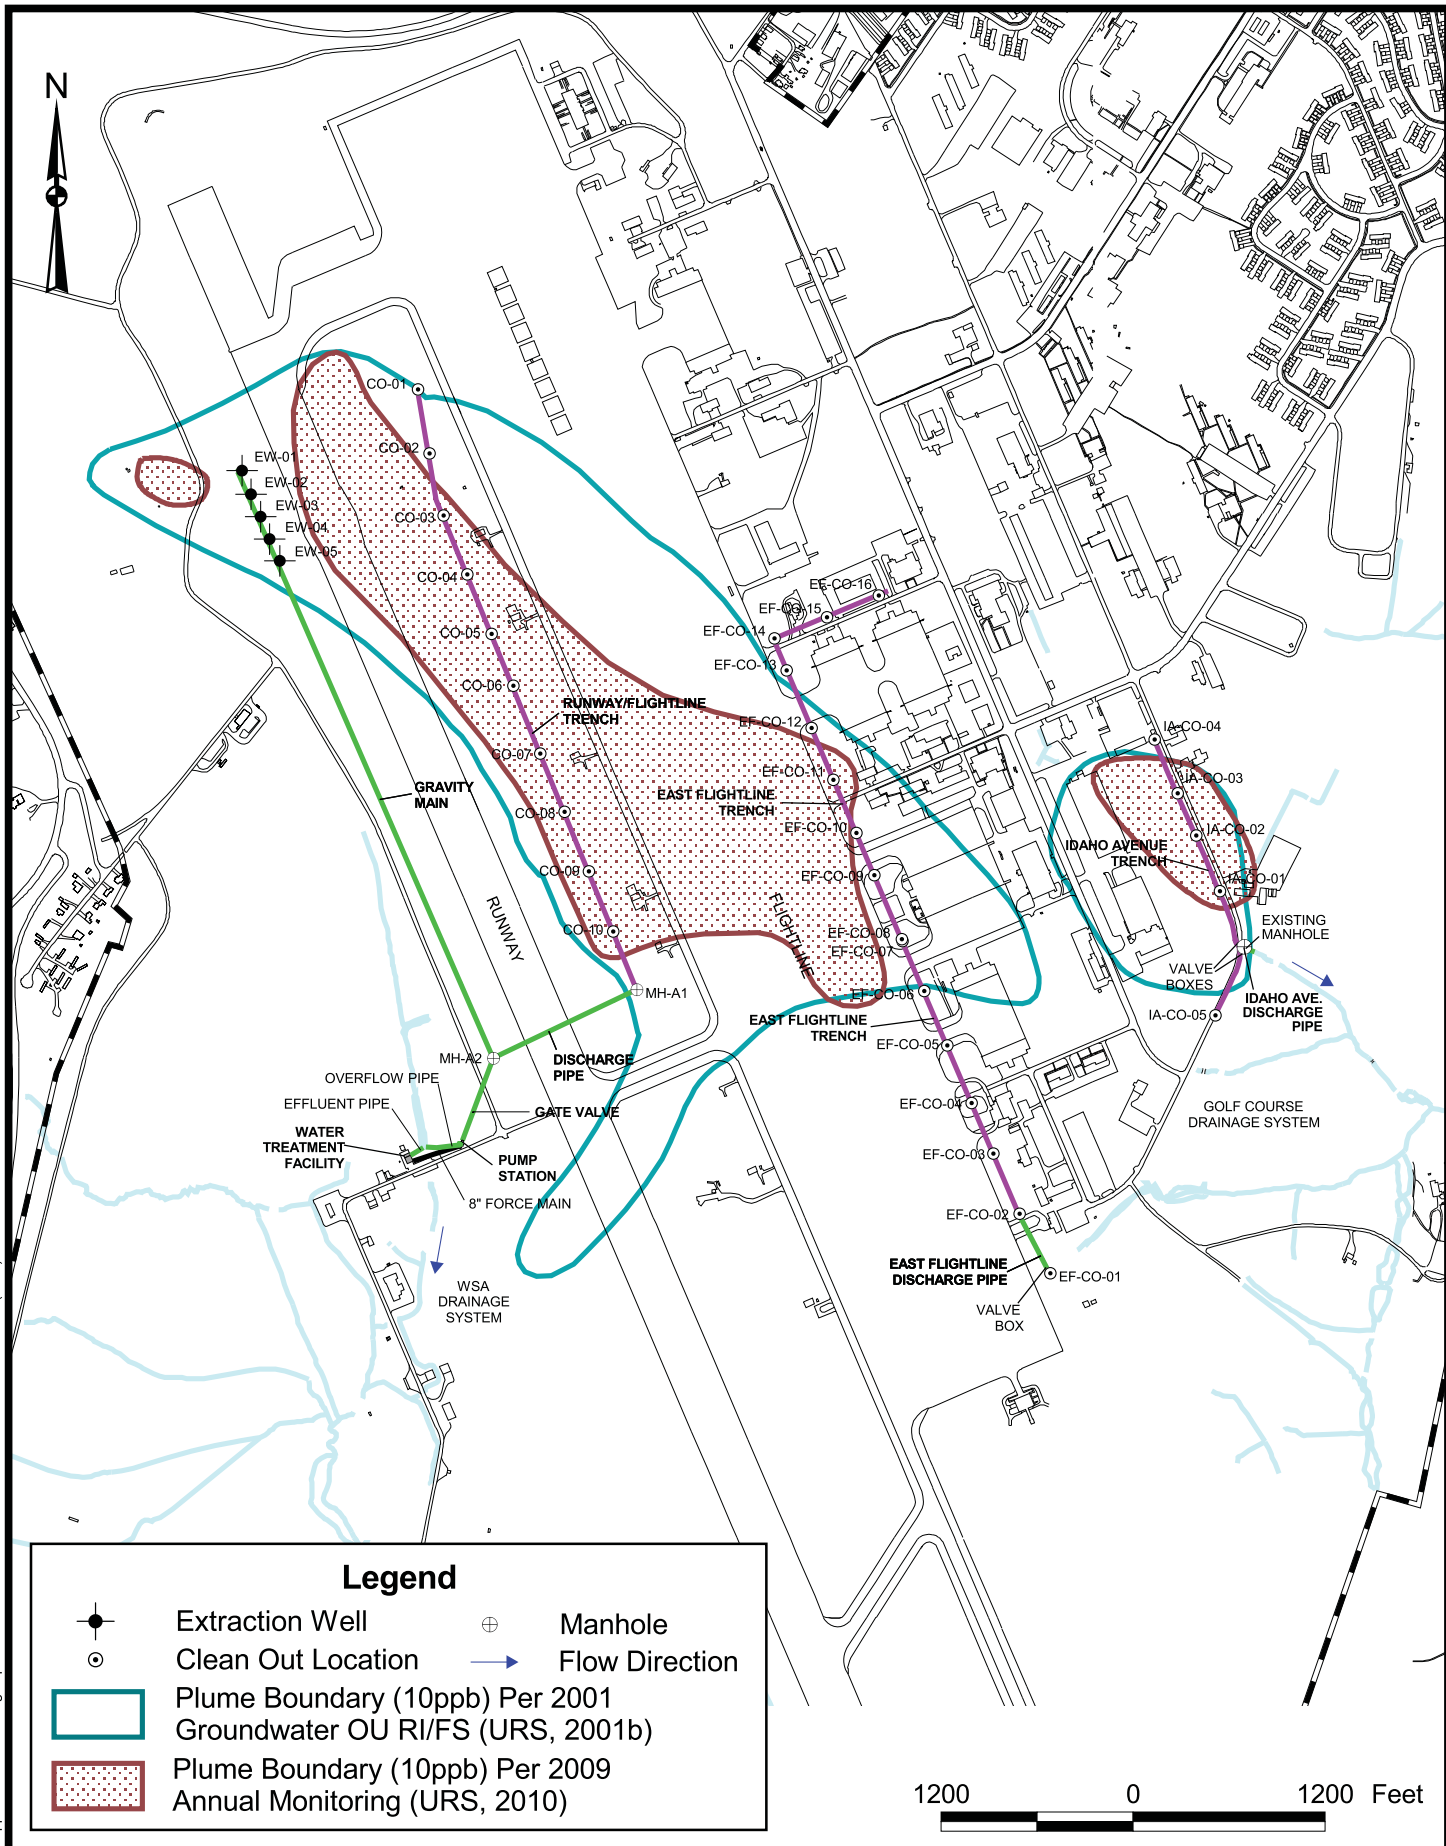 N
CO-01
CO-02
EW-01
EW-02
EW-03
EW-04
EW-05
CO-03
CO-04
CO-05
CO-06
RUNWAY/FLIGHTLINE
TRENCH
CO-07
CO-08
CO-09
CO-10
GRAVITY
MAIN
RUNWAY
FLIGHTLINE
EF-CO-16
EF-CO-15
EF-CO-14
EF-CO-13
EF-CO-12
EF-CO-11
EAST FLIGHTLINE
TRENCH
EF-CO-10
EF-CO-09
EF-CO-08
EF-CO-07
EF-CO-06
EAST FLIGHTLINE
TRENCH
EF-CO-05
EF-CO-04
EF-CO-03
EF-CO-02
EAST FLIGHTLINE
DISCHARGE PIPE
EF-CO-01
VALVE
BOX
IA-CO-04
IA-CO-03
IA-CO-02
IDAHO AVENUE
TRENCH
IA-CO-01
EXISTING
MANHOLE
VALVE
BOXES
IDAHO AVE.
DISCHARGE
PIPE
IA-CO-05
GOLF COURSE
DRAINAGE SYSTEM
MH-A1
MH-A2
DISCHARGE
PIPE
OVERFLOW PIPE
EFFLUENT PIPE
GATE VALVE
WATER
TREATMENT
FACILITY
PUMP
STATION
8" FORCE MAIN
WSA
DRAINAGE
SYSTEM
Legend
Extraction Well
Manhole
Clean Out Location
Flow Direction
Plume Boundary (10ppb) Per 2001
Groundwater OU RI/FS (URS, 2001b)
Plume Boundary (10ppb) Per 2009
Annual Monitoring (URS, 2010)
1200 0 1200 Feet